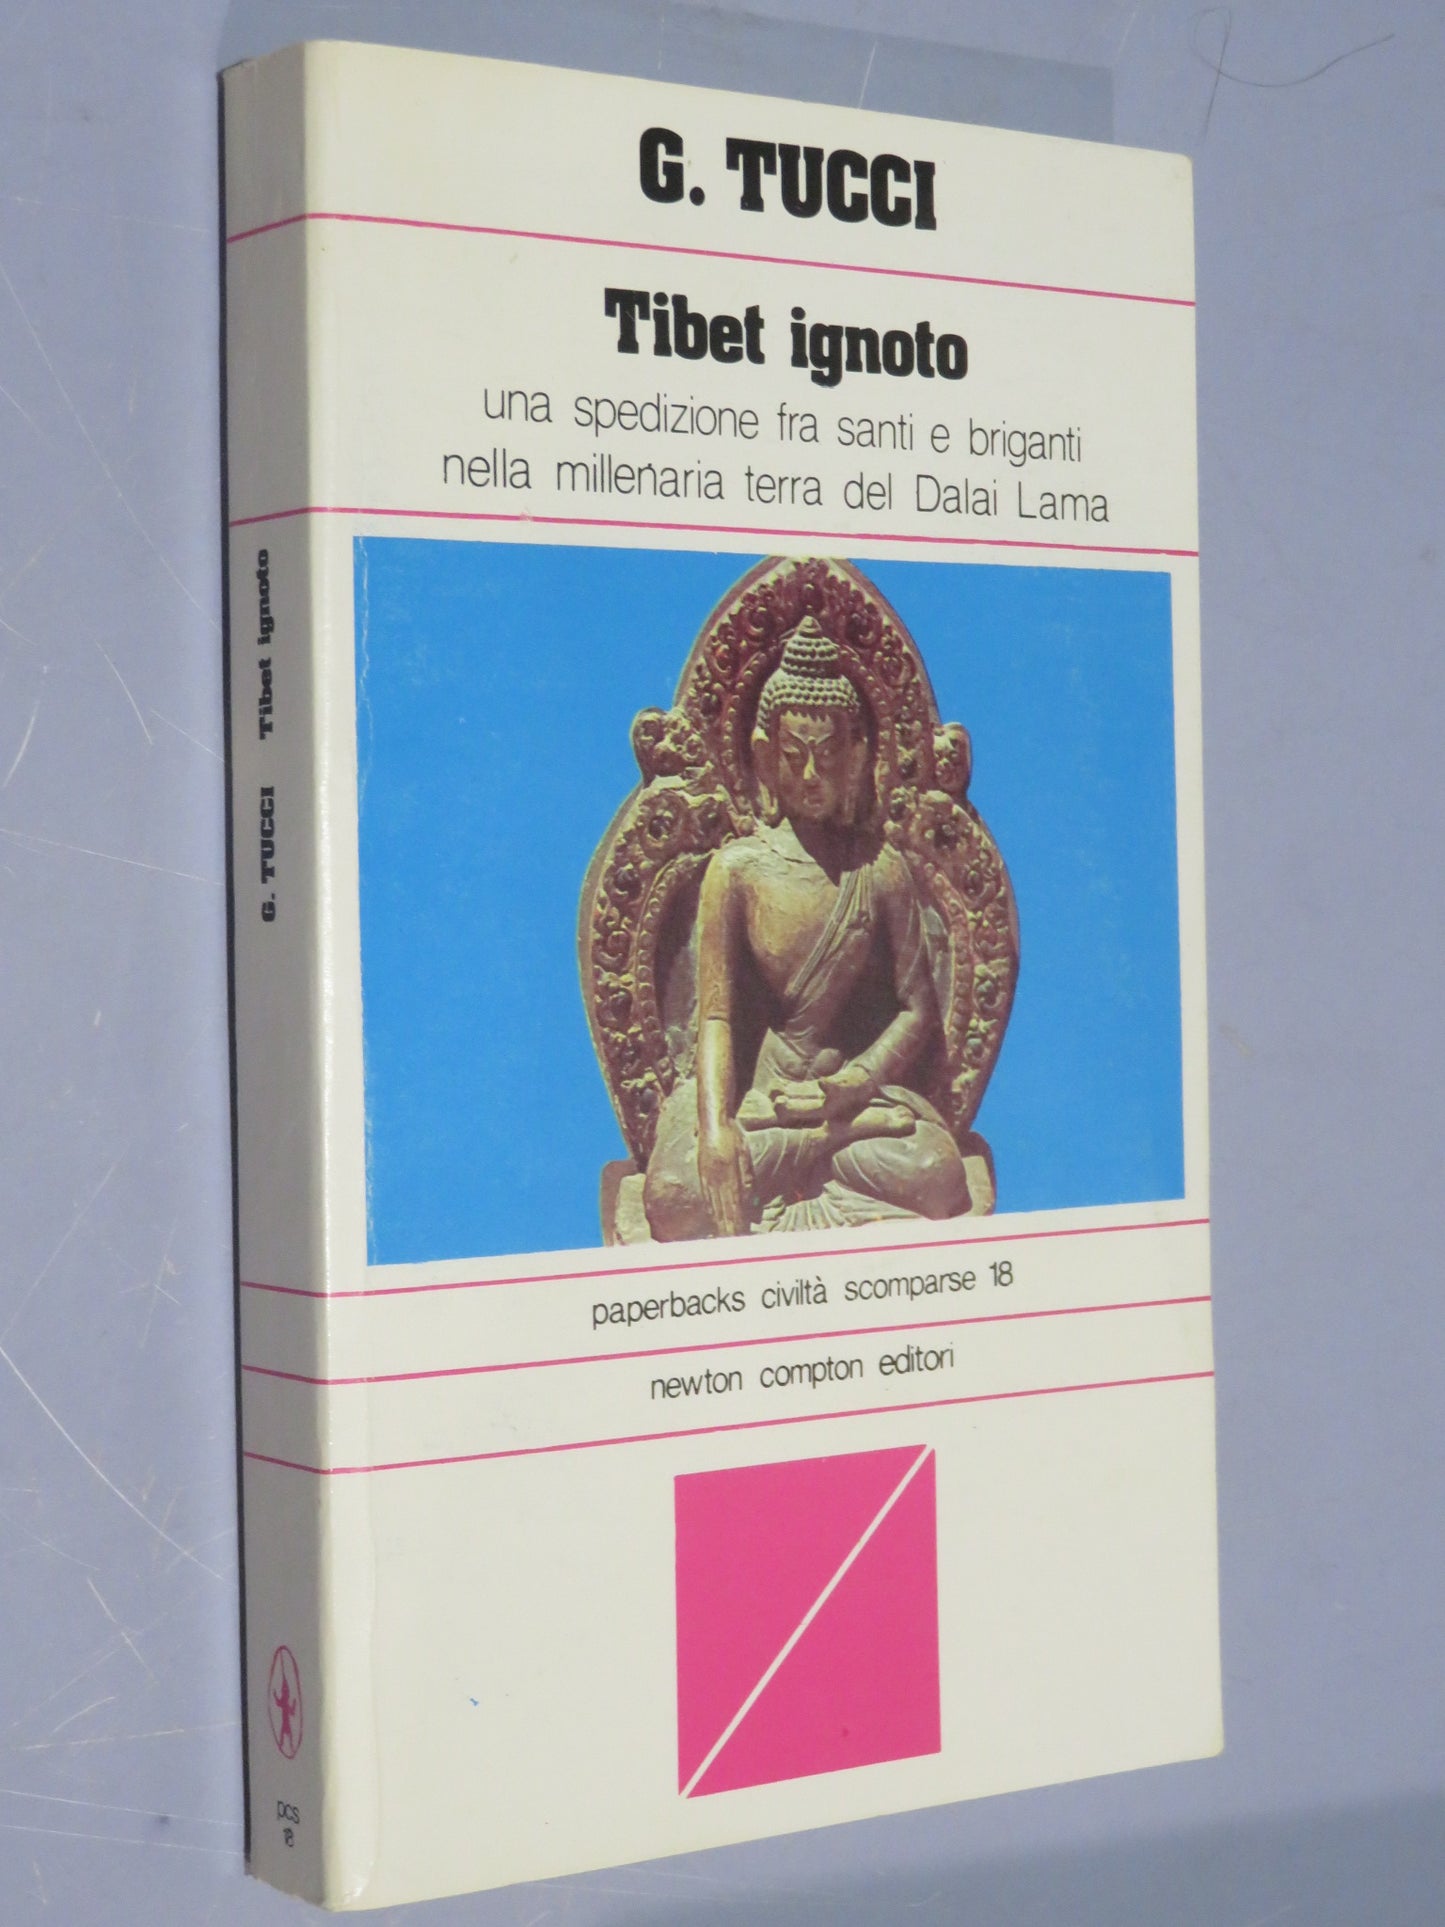 G. TUCCI
Tibet ignoto
una spedizione fra santi e briganti
nella millenaria terra del Dalai Lama
paperbacks civiltà scomparse 18
newton compton editori
G. TUCCI Tibet ignoto
pcs
18